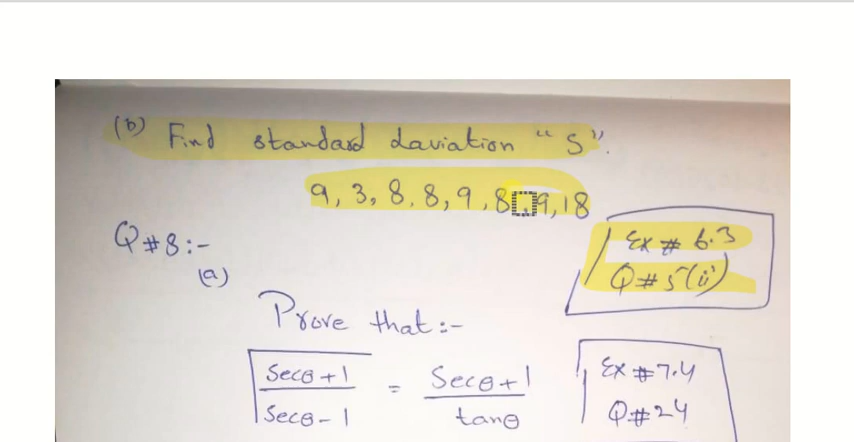 (b) Find standard daviation "S".
9, 3, 8, 8, 9, 8, 9, 18
Q#8:-
(a)
Ex # 6.3
Q # 5(ii)
Prove that:-
√((Secθ+1)/(Secθ-1)) = (Secθ+1)/tanθ
Ex #7.4
Q#24